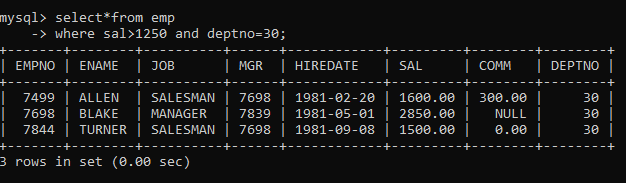 mysql> select*from emp
    -> where sal>1250 and deptno=30;
+-------+--------+----------+------+------------+---------+--------+--------+
| EMPNO | ENAME  | JOB      | MGR  | HIREDATE   | SAL     | COMM   | DEPTNO |
+-------+--------+----------+------+------------+---------+--------+--------+
|  7499 | ALLEN  | SALESMAN | 7698 | 1981-02-20 | 1600.00 | 300.00 |     30 |
|  7698 | BLAKE  | MANAGER  | 7839 | 1981-05-01 | 2850.00 |   NULL |     30 |
|  7844 | TURNER | SALESMAN | 7698 | 1981-09-08 | 1500.00 |   0.00 |     30 |
+-------+--------+----------+------+------------+---------+--------+--------+
3 rows in set (0.00 sec)